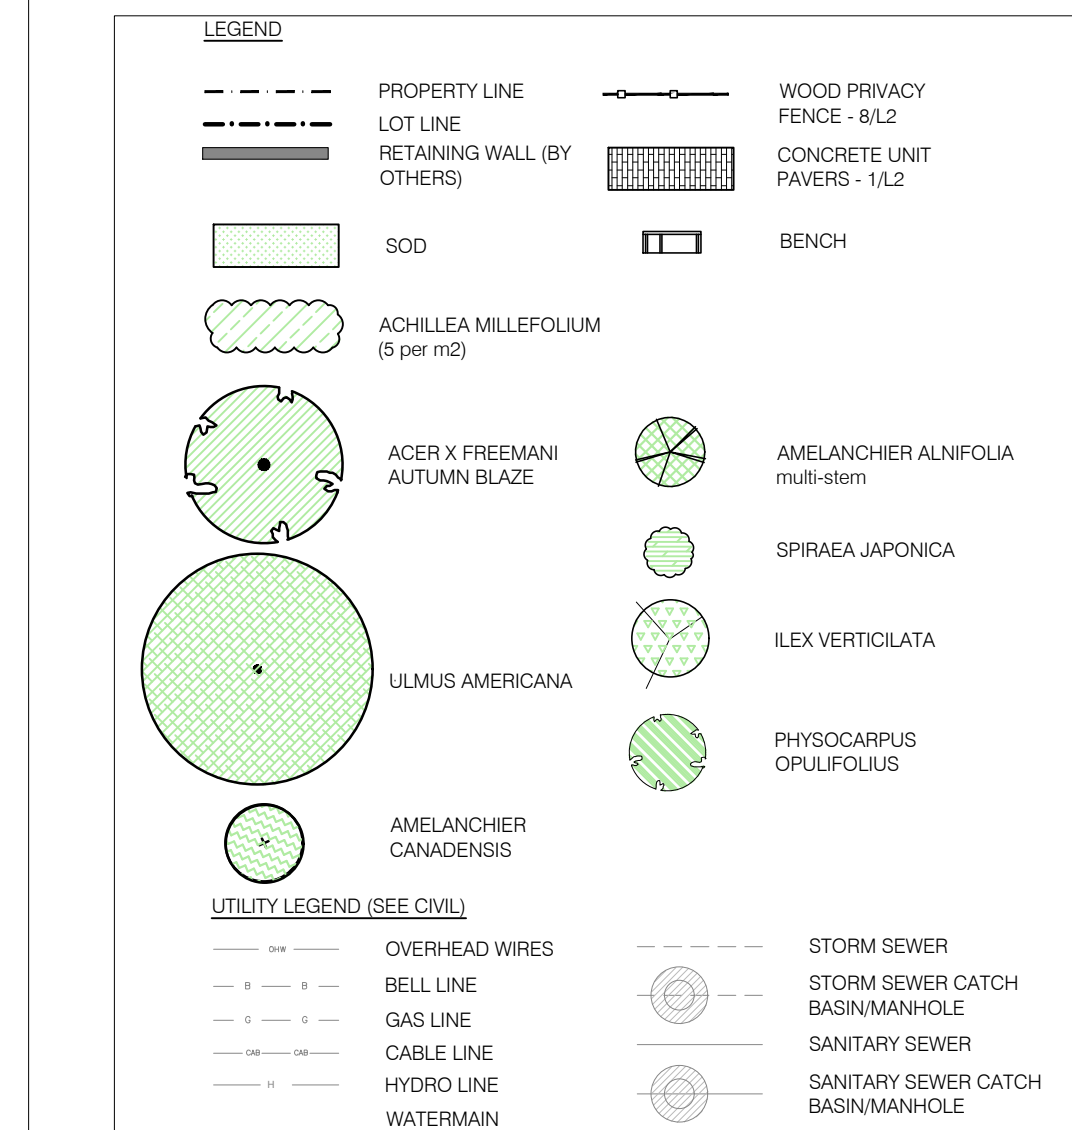 LEGEND
PROPERTY LINE
LOT LINE
RETAINING WALL (BY
OTHERS)
SOD
ACHILLEA MILLEFOLIUM
(5 per m2)
ACER X FREEMANI
AUTUMN BLAZE
ULMUS AMERICANA
AMELANCHIER
CANADENSIS
WOOD PRIVACY
FENCE - 8/L2
CONCRETE UNIT
PAVERS - 1/L2
BENCH
AMELANCHIER ALNIFOLIA
multi-stem
SPIRAEA JAPONICA
ILEX VERTICILATA
PHYSOCARPUS
OPULIFOLIUS
UTILITY LEGEND (SEE CIVIL)
OHW OVERHEAD WIRES
B B BELL LINE
G G GAS LINE
CAB CAB CABLE LINE
H HYDRO LINE
WATERMAIN
STORM SEWER
STORM SEWER CATCH
BASIN/MANHOLE
SANITARY SEWER
SANITARY SEWER CATCH
BASIN/MANHOLE